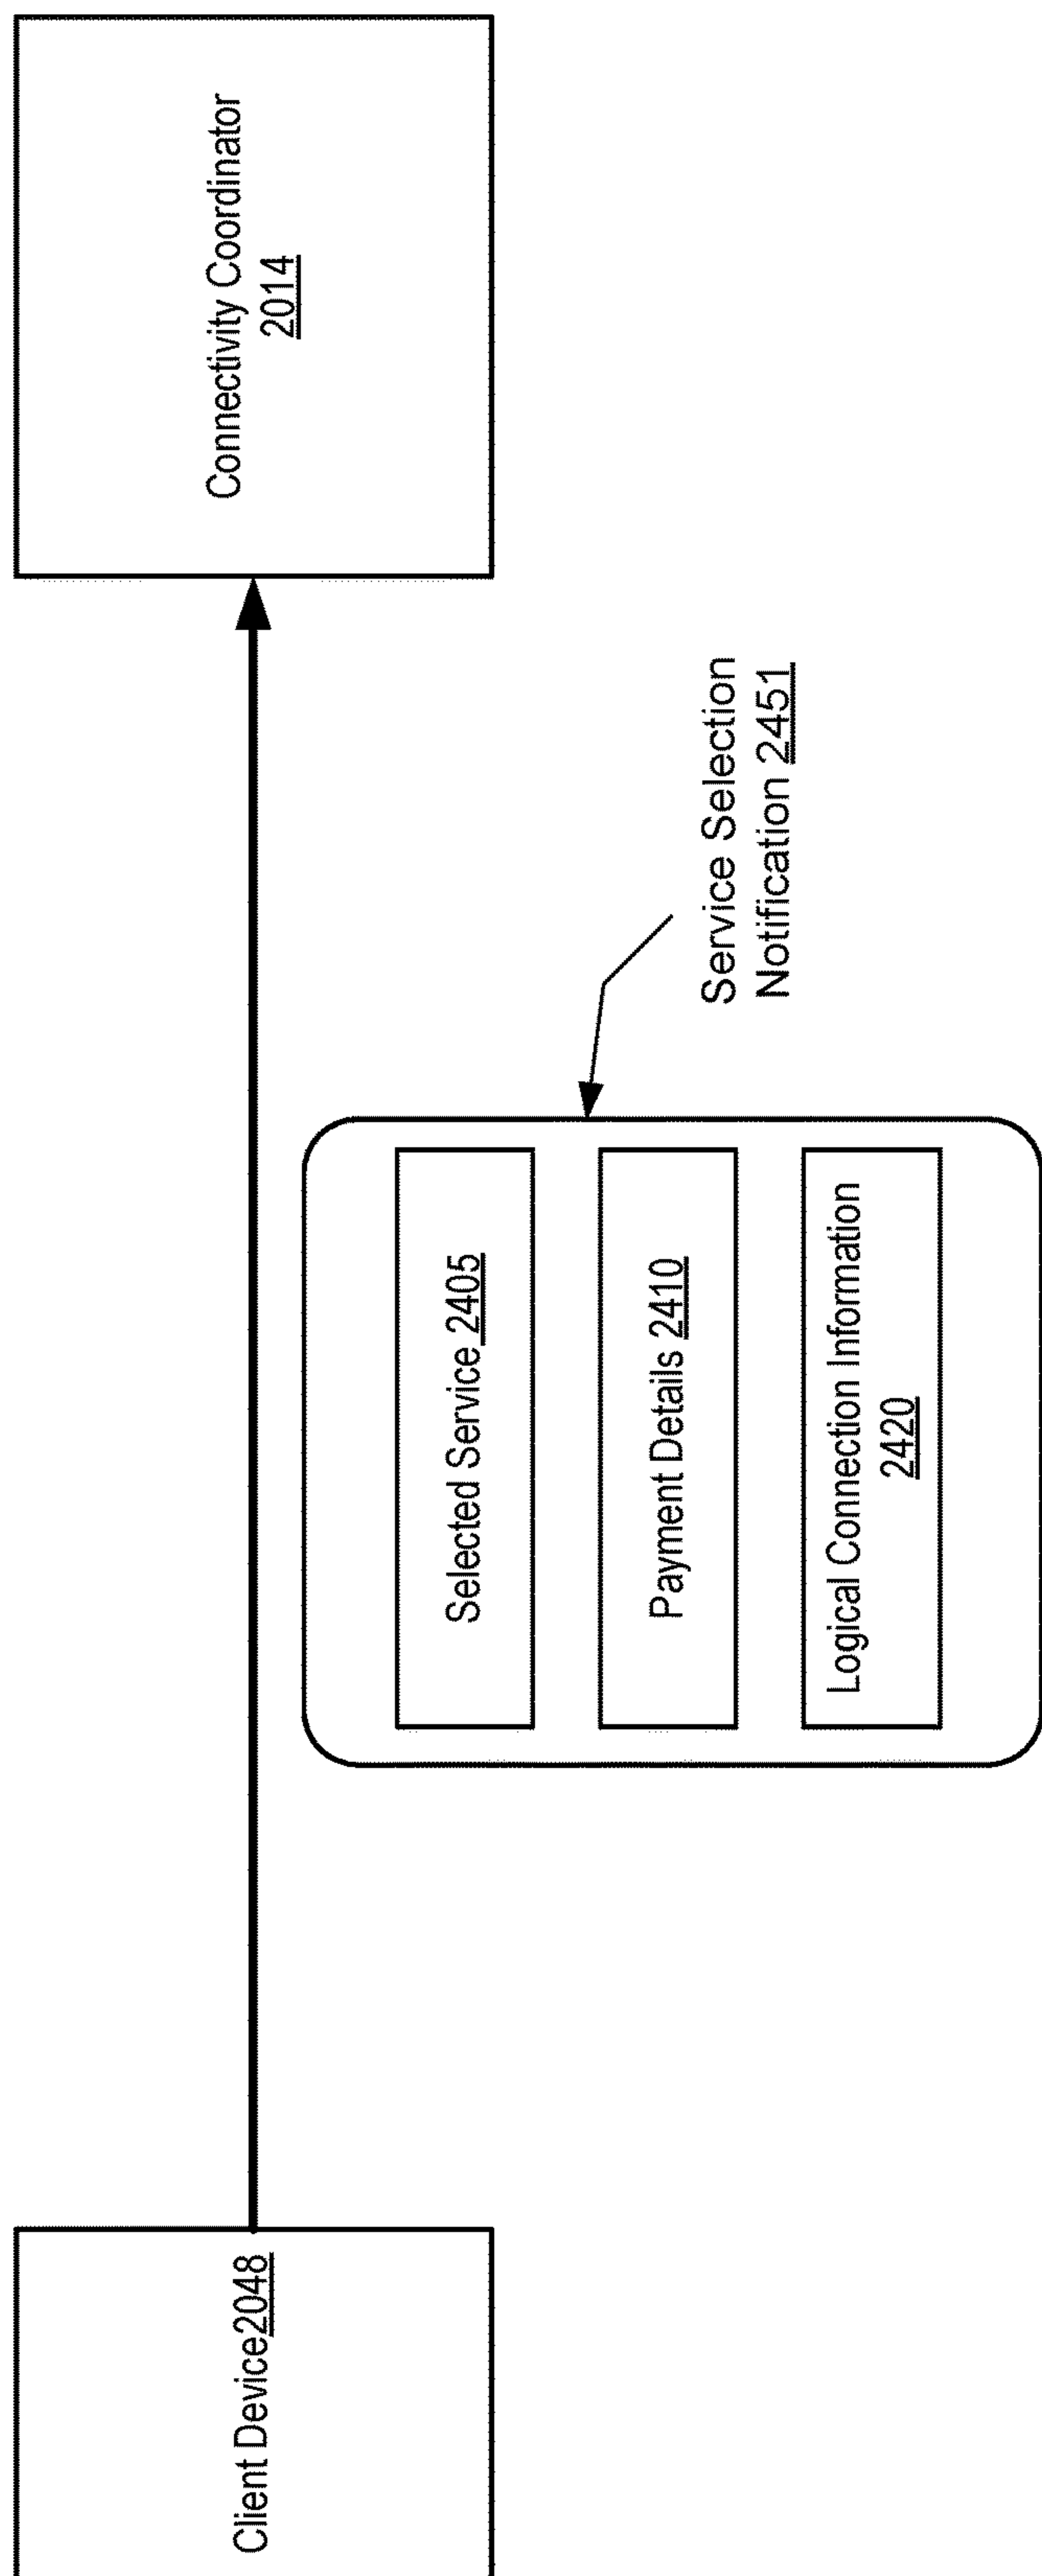 Client Device2048
Connectivity Coordinator
2014
Selected Service 2405
Payment Details 2410
Logical Connection Information
2420
Service Selection
Notification 2451